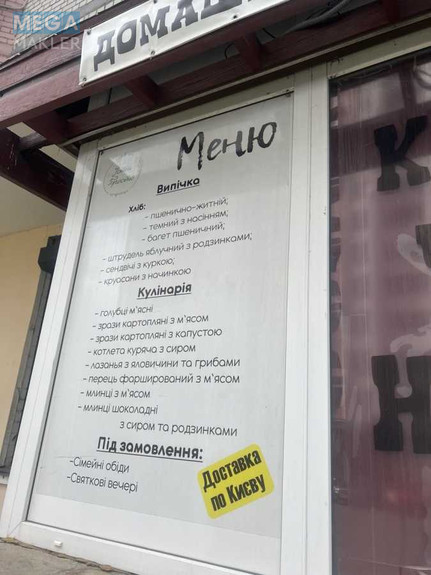 MEGA
МАКЛЕР
ДОМАШ
Меню
Випічка
Хліб:
- пшенично-житній;
- темний з насінням;
- багет пшеничний;
- штрудель яблучний з родзинками;
- сендвічі з куркою;
- круасани з начинкою
Кулінарія
- голубці м'ясні
- зрази картопляні з м'ясом
- зрази картопляні з капустою
- котлета куряча з сиром
- лазанья з яловичини та грибами
- перець фарширований з м'ясом
- млинці з м'ясом
- млинці шоколадні
з сиром та родзинками
Під замовлення:
-Сімейні обіди
-Святкові вечері
Доставка
по Києву
К
Н